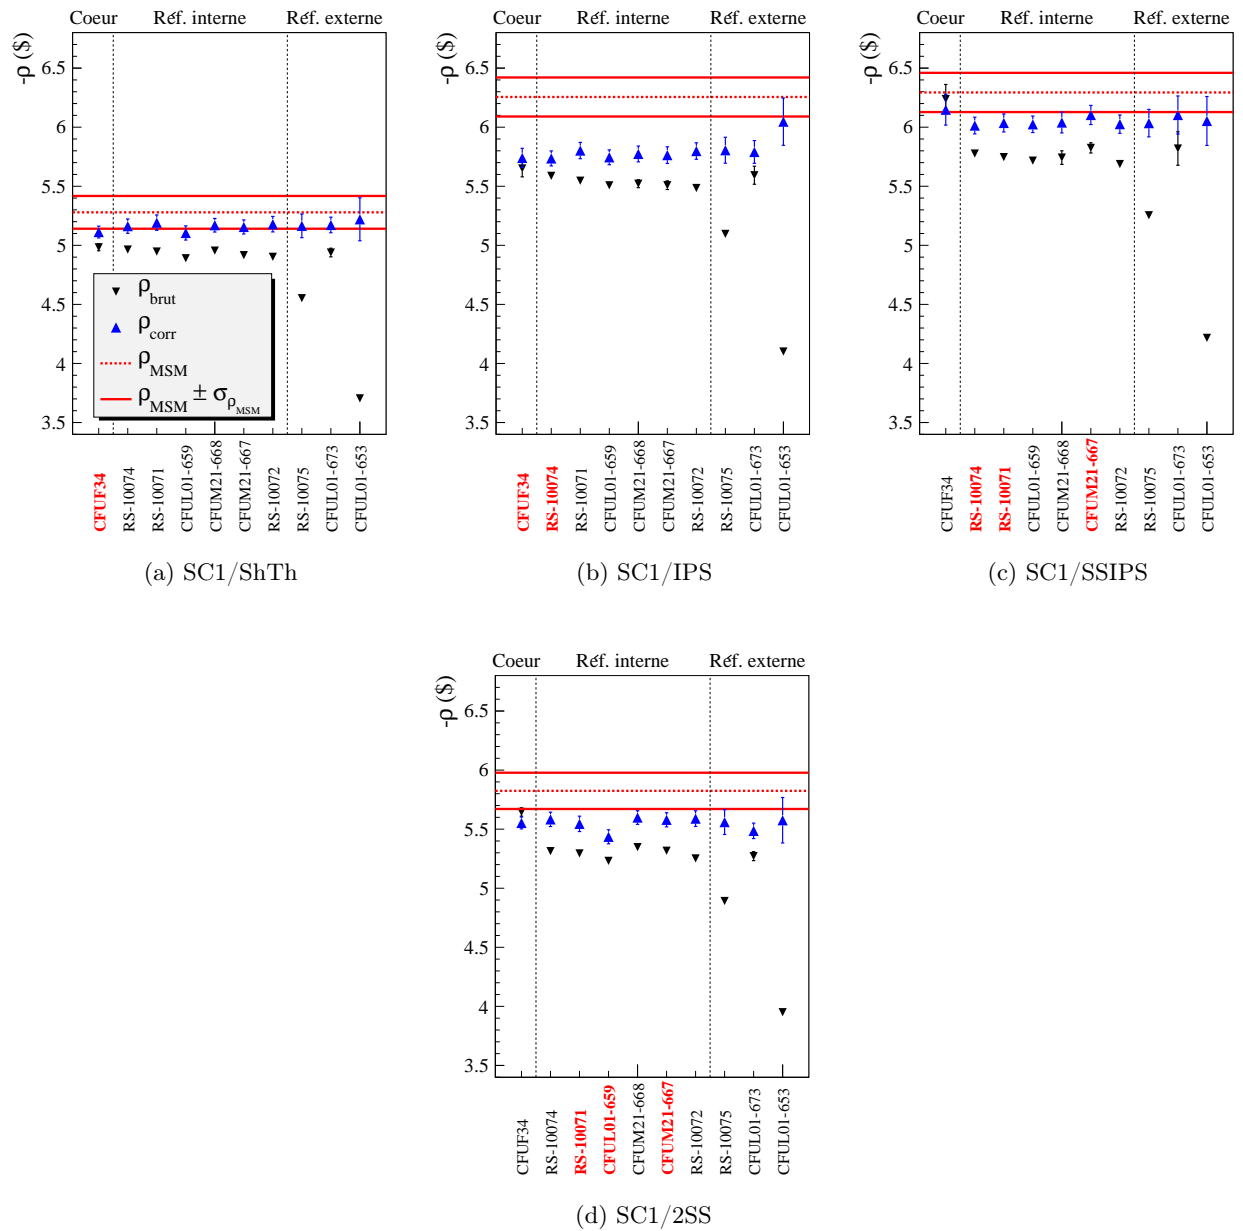 Coeur Réf. interne Réf. externe
-ρ ($)
6.5
6
5.5
5
4.5
4
3.5
ρbrut
ρcorr
ρMSM
ρMSM ± σρMSM
CFUF34
RS-10074
RS-10071
CFUL01-659
CFUM21-668
CFUM21-667
RS-10072
RS-10075
CFUL01-673
CFUL01-653
(a) SC1/ShTh
Coeur Réf. interne Réf. externe
-ρ ($)
6.5
6
5.5
5
4.5
4
3.5
CFUF34
RS-10074
RS-10071
CFUL01-659
CFUM21-668
CFUM21-667
RS-10072
RS-10075
CFUL01-673
CFUL01-653
(b) SC1/IPS
Coeur Réf. interne Réf. externe
-ρ ($)
6.5
6
5.5
5
4.5
4
3.5
CFUF34
RS-10074
RS-10071
CFUL01-659
CFUM21-668
CFUM21-667
RS-10072
RS-10075
CFUL01-673
CFUL01-653
(c) SC1/SSIPS
Coeur Réf. interne Réf. externe
-ρ ($)
6.5
6
5.5
5
4.5
4
3.5
CFUF34
RS-10074
RS-10071
CFUL01-659
CFUM21-668
CFUM21-667
RS-10072
RS-10075
CFUL01-673
CFUL01-653
(d) SC1/2SS